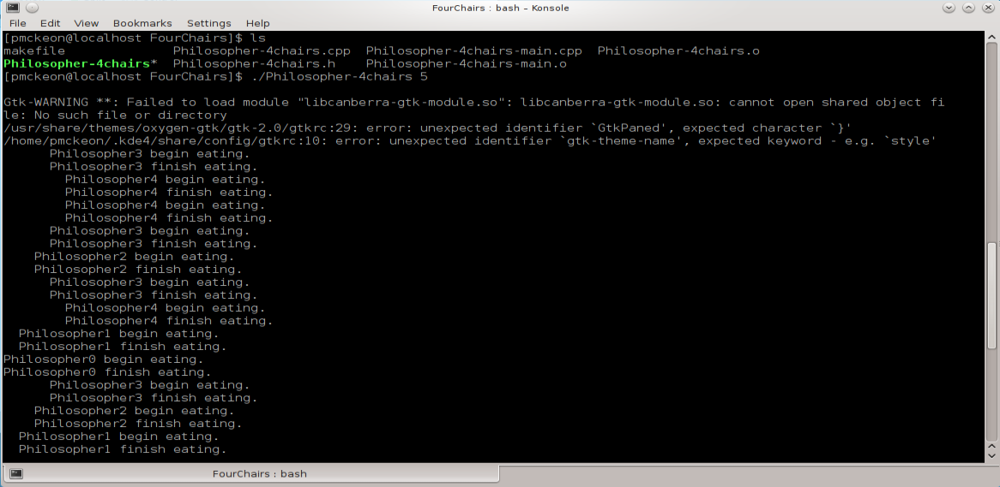 FourChairs : bash – Konsole
File Edit View Bookmarks Settings Help
[pmckeon@localhost FourChairs]$ ls
makefile Philosopher-4chairs.cpp Philosopher-4chairs-main.cpp Philosopher-4chairs.o
Philosopher-4chairs* Philosopher-4chairs.h Philosopher-4chairs-main.o
[pmckeon@localhost FourChairs]$ ./Philosopher-4chairs 5
Gtk-WARNING **: Failed to load module "libcanberra-gtk-module.so": libcanberra-gtk-module.so: cannot open shared object fi
le: No such file or directory
/usr/share/themes/oxygen-gtk/gtk-2.0/gtkrc:29: error: unexpected identifier `GtkPaned', expected character `}'
/home/pmckeon/.kde4/share/config/gtkrc:10: error: unexpected identifier `gtk-theme-name', expected keyword - e.g. `style'
Philosopher3 begin eating.
Philosopher3 finish eating.
Philosopher4 begin eating.
Philosopher4 finish eating.
Philosopher4 begin eating.
Philosopher4 finish eating.
Philosopher3 begin eating.
Philosopher3 finish eating.
Philosopher2 begin eating.
Philosopher2 finish eating.
Philosopher3 begin eating.
Philosopher3 finish eating.
Philosopher4 begin eating.
Philosopher4 finish eating.
Philosopher1 begin eating.
Philosopher1 finish eating.
Philosopher0 begin eating.
Philosopher0 finish eating.
Philosopher3 begin eating.
Philosopher3 finish eating.
Philosopher2 begin eating.
Philosopher2 finish eating.
Philosopher1 begin eating.
Philosopher1 finish eating.
FourChairs : bash